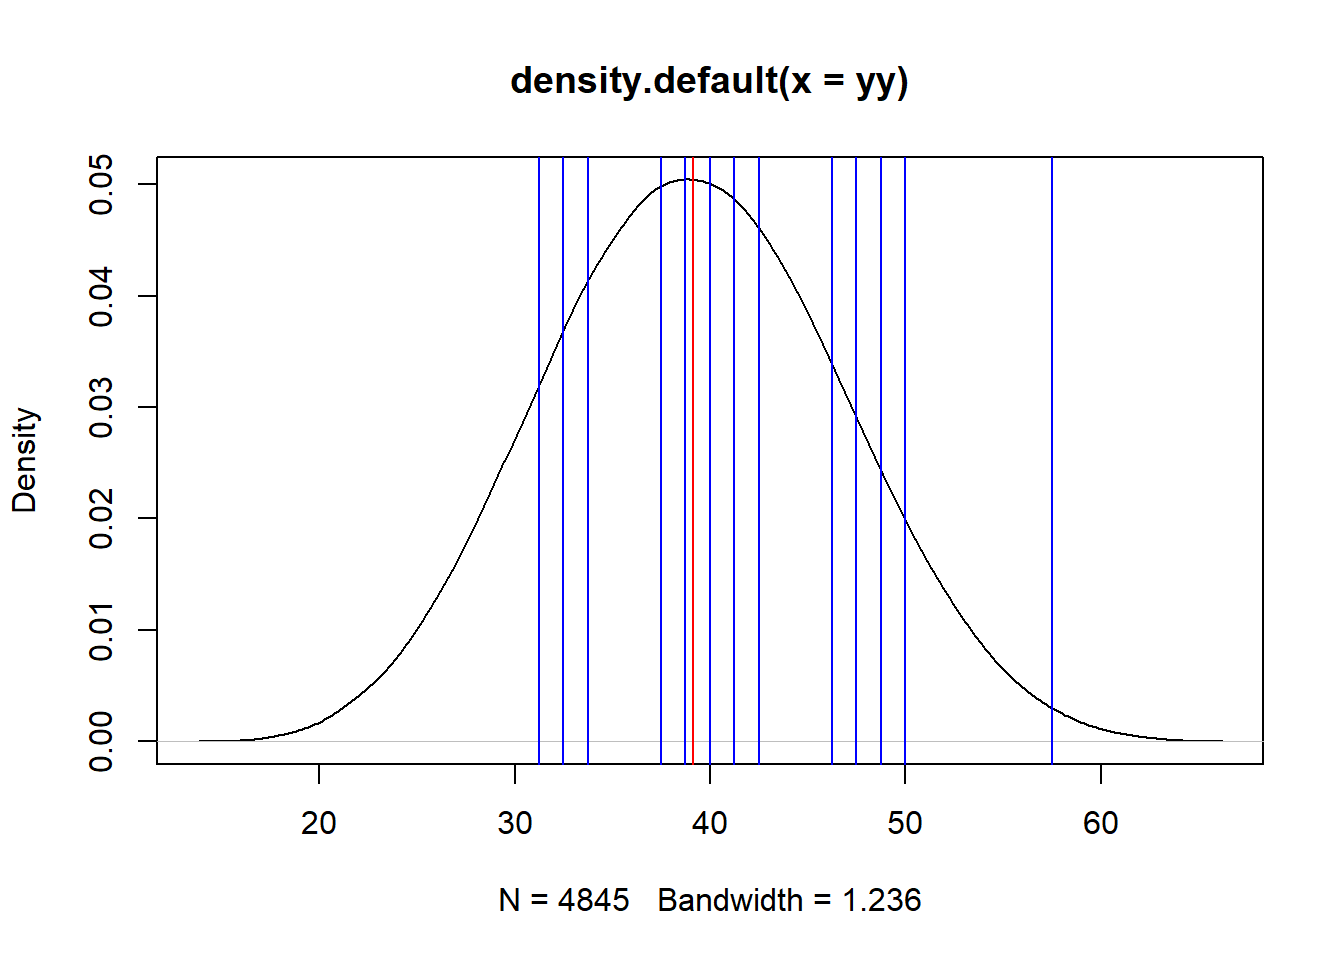 density.default(x = yy)
Density
0.00 0.01 0.02 0.03 0.04 0.05
20 30 40 50 60
N = 4845 Bandwidth = 1.236